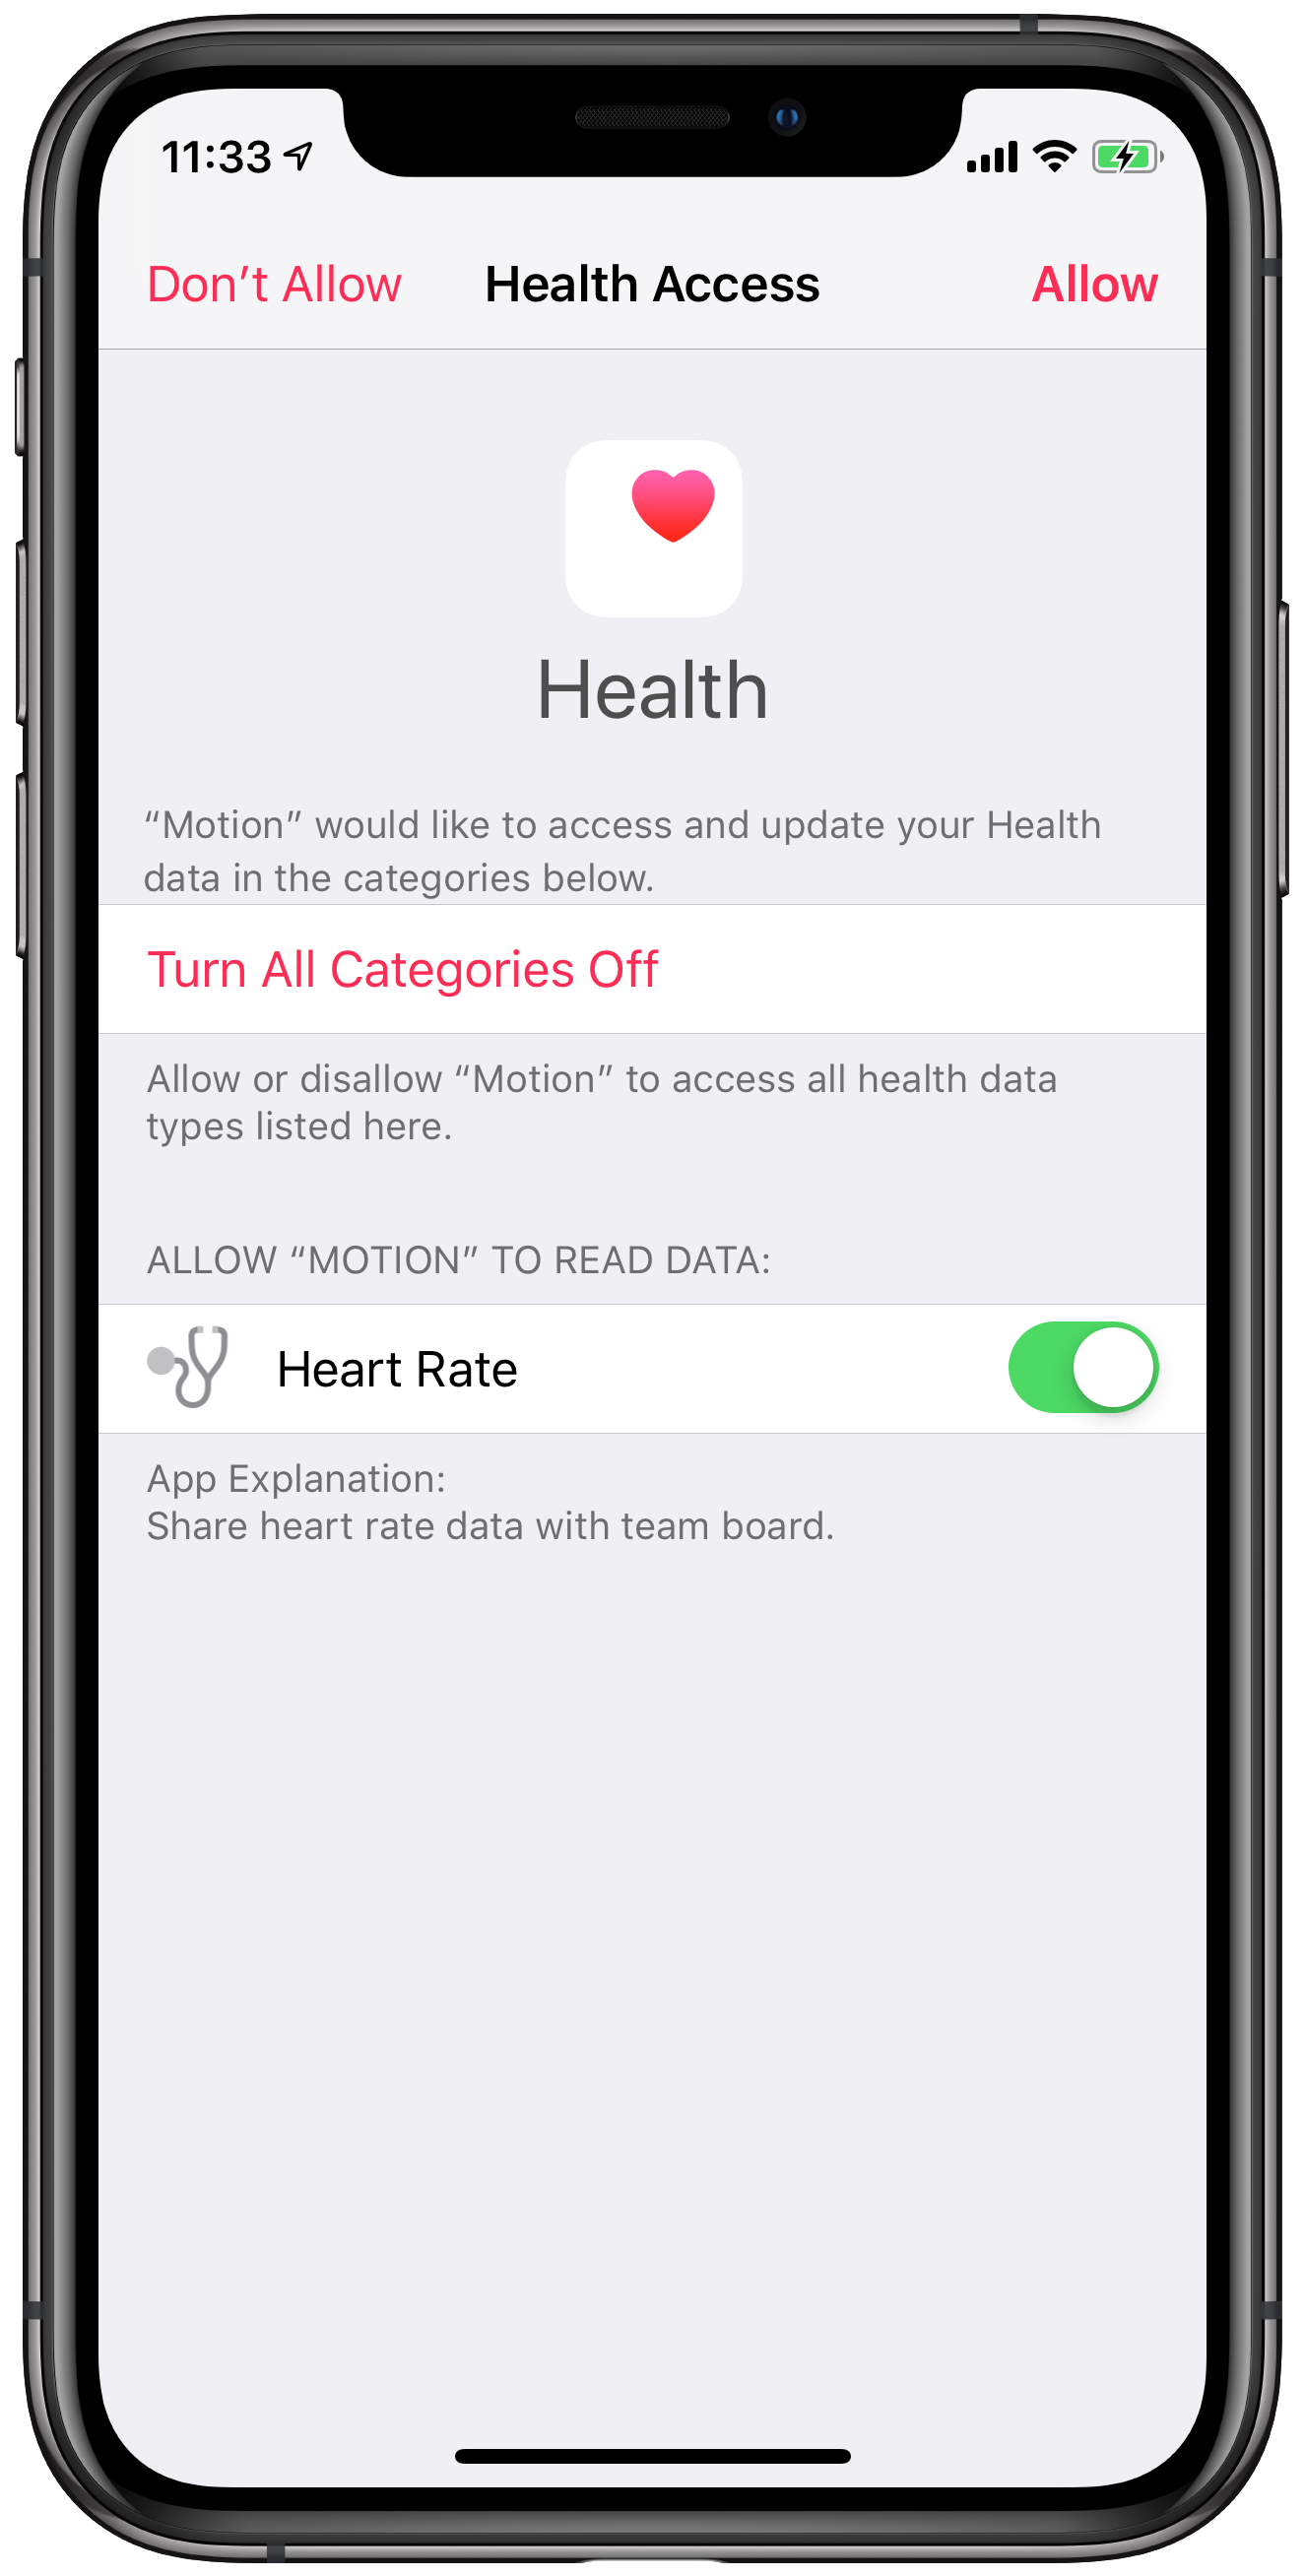 11:33
Don’t Allow Health Access Allow
Health
“Motion” would like to access and update your Health
data in the categories below.
Turn All Categories Off
Allow or disallow “Motion” to access all health data
types listed here.
ALLOW “MOTION” TO READ DATA:
Heart Rate
App Explanation:
Share heart rate data with team board.